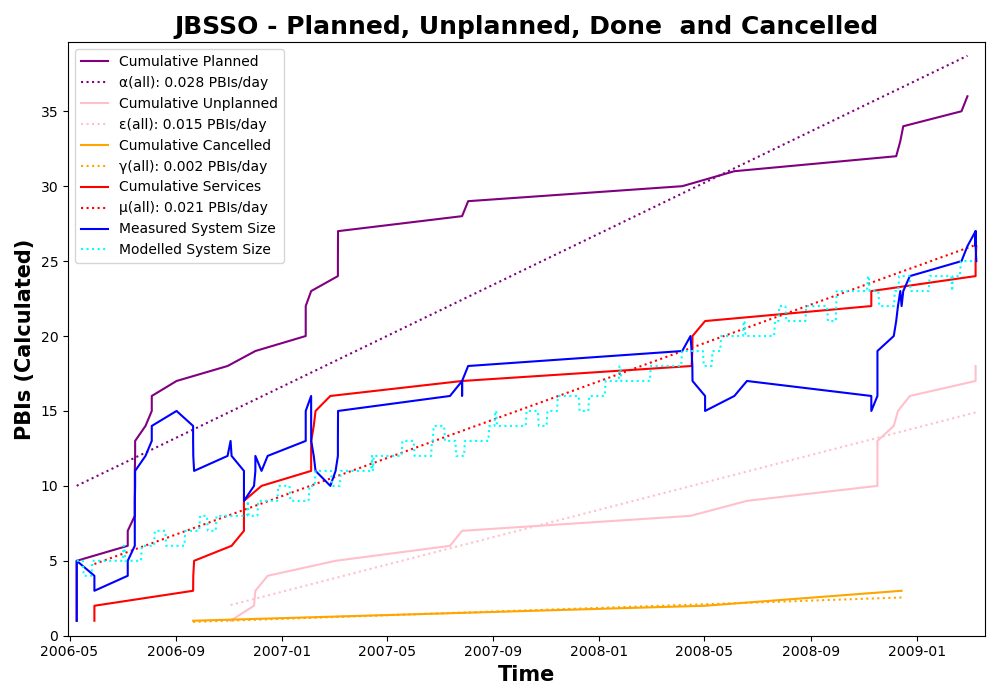 JBSSO - Planned, Unplanned, Done  and Cancelled
Cumulative Planned
α(all): 0.028 PBIs/day
Cumulative Unplanned
ε(all): 0.015 PBIs/day
Cumulative Cancelled
γ(all): 0.002 PBIs/day
Cumulative Services
μ(all): 0.021 PBIs/day
Measured System Size
Modelled System Size
PBIs (Calculated)
35
30
25
20
15
10
5
0
2006-05 2006-09 2007-01 2007-05 2007-09 2008-01 2008-05 2008-09 2009-01
Time